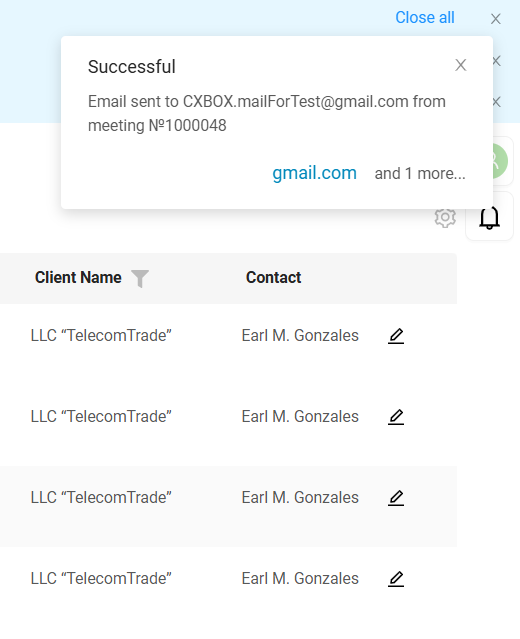 Close all
Successful
Email sent to CXBOX.mailForTest@gmail.com from
meeting №1000048
gmail.com and 1 more...
Client Name Contact
LLC “TelecomTrade” Earl M. Gonzales
LLC “TelecomTrade” Earl M. Gonzales
LLC “TelecomTrade” Earl M. Gonzales
LLC “TelecomTrade” Earl M. Gonzales